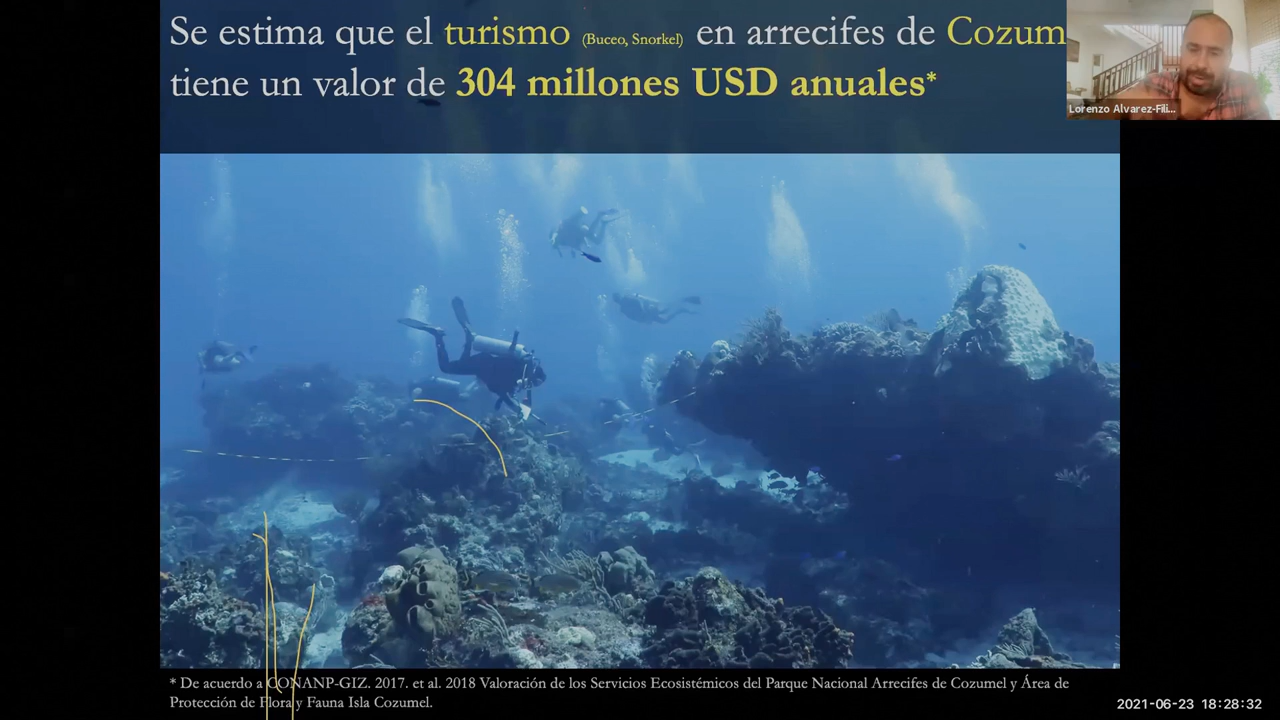 Se estima que el turismo (Buceo, Snorkel) en arrecifes de Cozum
tiene un valor de 304 millones USD anuales*
Lorenzo Alvarez-Fili...
* De acuerdo a CONANP-GIZ. 2017. et al. 2018 Valoración de los Servicios Ecosistémicos del Parque Nacional Arrecifes de Cozumel y Área de
Protección de Flora y Fauna Isla Cozumel.
2021-06-23 18:28:32